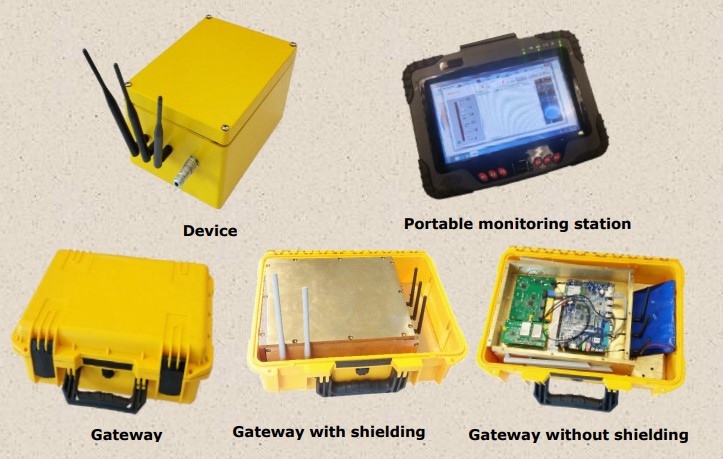 Device
Portable monitoring station
Gateway
Gateway with shielding
Gateway without shielding